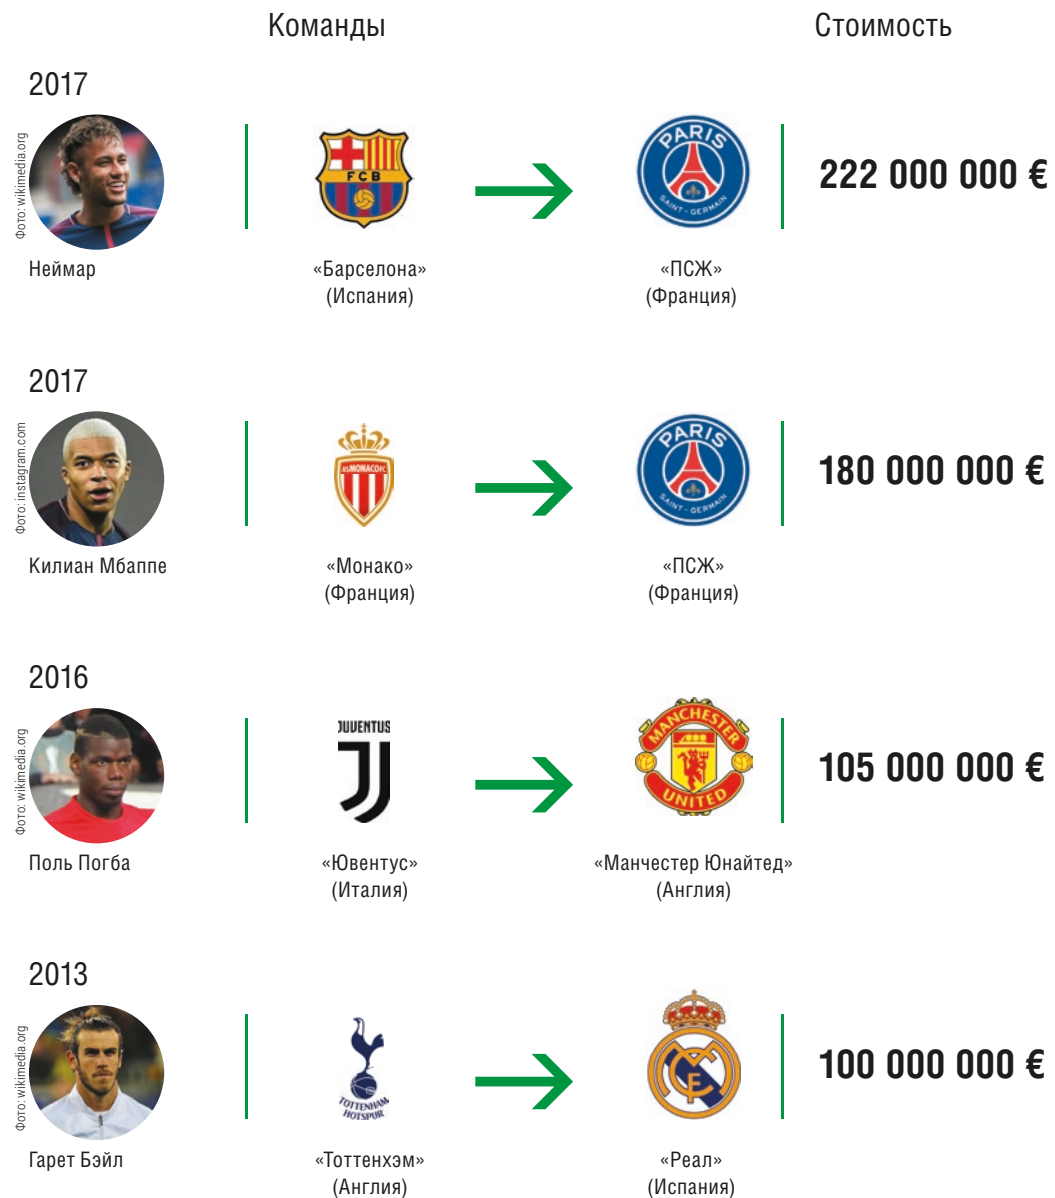 Команды
Стоимость
2017
Фото: wikimedia.org
FCB
PARIS
SAINT-GERMAIN
222 000 000 €
Неймар
«Барселона»
(Испания)
«ПСЖ»
(Франция)
2017
Фото: instagram.com
AS MONACO FC
PARIS
SAINT-GERMAIN
180 000 000 €
Килиан Мбаппе
«Монако»
(Франция)
«ПСЖ»
(Франция)
2016
Фото: wikimedia.org
JUVENTUS
MANCHESTER
UNITED
105 000 000 €
Поль Погба
«Ювентус»
(Италия)
«Манчестер Юнайтед»
(Англия)
2013
Фото: wikimedia.org
TOTTENHAM
HOTSPUR
100 000 000 €
Гарет Бэйл
«Тоттенхэм»
(Англия)
«Реал»
(Испания)